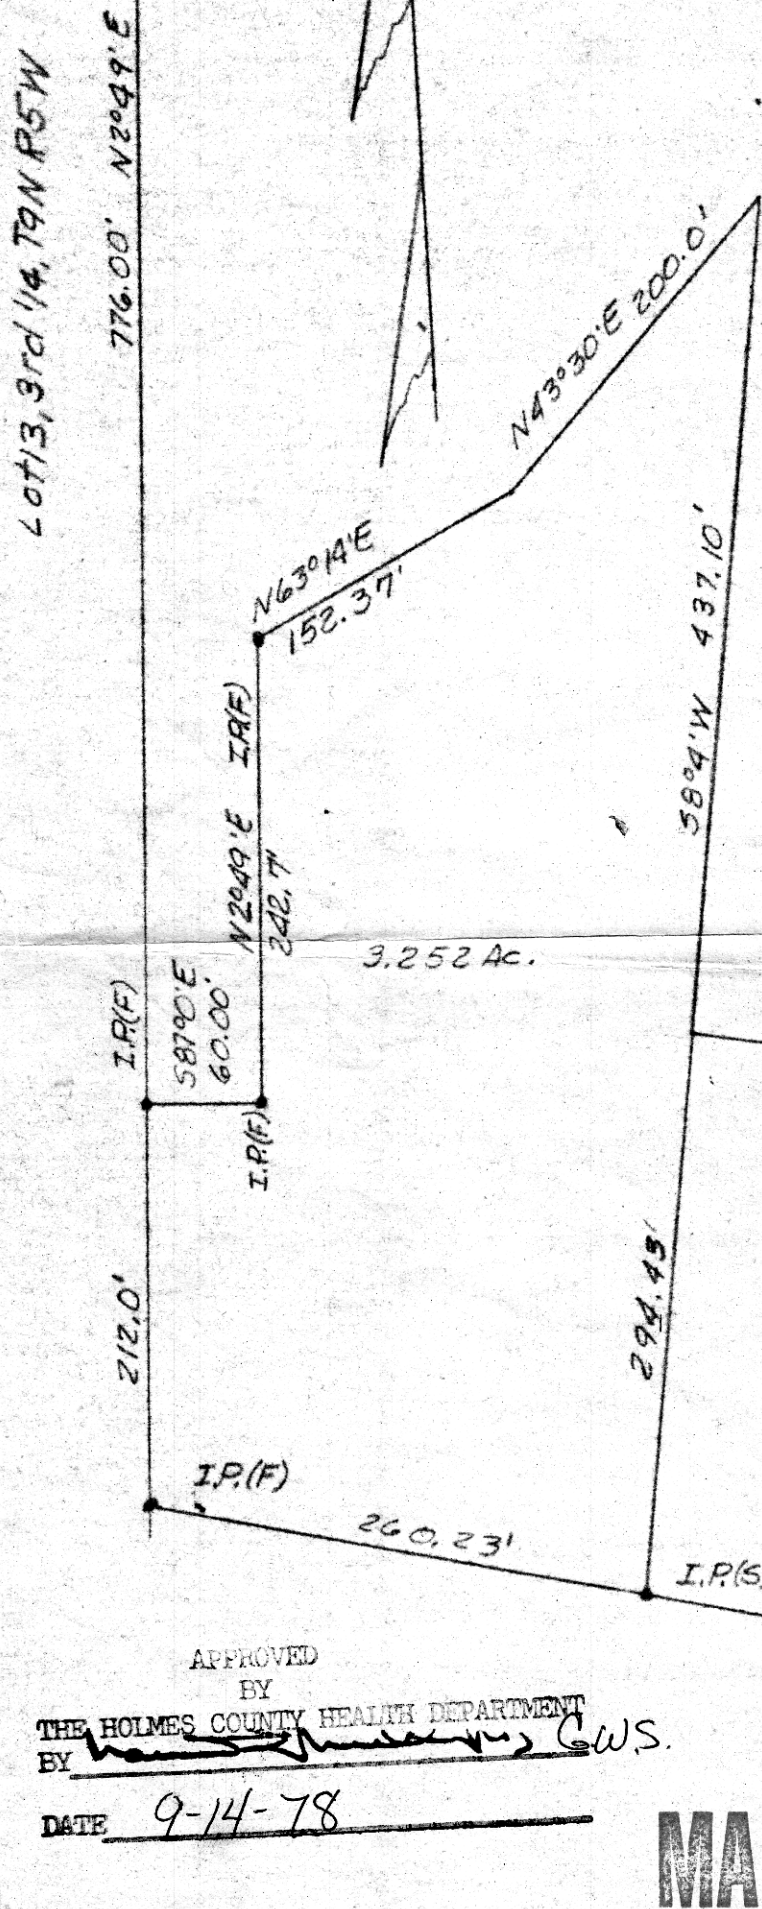 Lot 13, 3rd 1/4, T9N R5W
776.00' N2°49'E
N43°30'E 200.0'
N63°14'E
152.37'
I.P.(F)
N2°49'E
242.7'
S8°4'W 437.10'
3.252 Ac.
I.P.(F)
S87°0'E
60.00'
I.P.(F)
212.0'
294.43'
I.P.(F)
260.23'
I.P.(S
APPROVED
BY
THE HOLMES COUNTY HEALTH DEPARTMENT
BY G.W.S.
DATE 9-14-78
MA